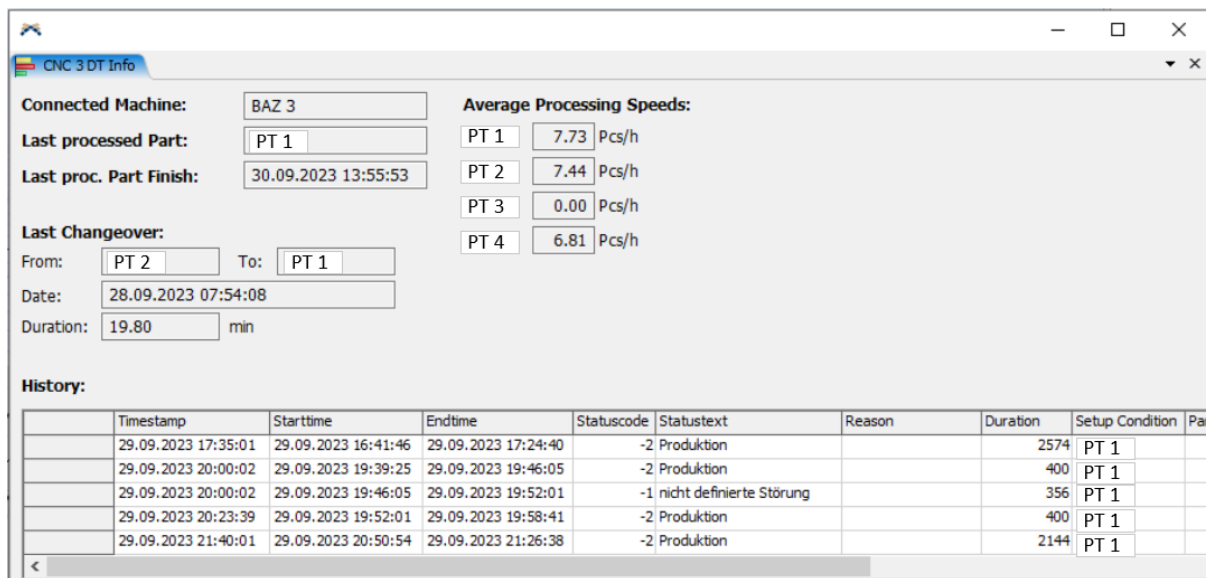 CNC 3 DT Info
Connected Machine: BAZ 3
Last processed Part: PT 1
Last proc. Part Finish: 30.09.2023 13:55:53
Last Changeover:
From: PT 2 To: PT 1
Date: 28.09.2023 07:54:08
Duration: 19.80 min
Average Processing Speeds:
PT 1 7.73 Pcs/h
PT 2 7.44 Pcs/h
PT 3 0.00 Pcs/h
PT 4 6.81 Pcs/h
History:
Timestamp Starttime Endtime Statuscode Statustext Reason Duration Setup Condition Par
29.09.2023 17:35:01 29.09.2023 16:41:46 29.09.2023 17:24:40 -2 Produktion 2574 PT 1
29.09.2023 20:00:02 29.09.2023 19:39:25 29.09.2023 19:46:05 -2 Produktion 400 PT 1
29.09.2023 20:00:02 29.09.2023 19:46:05 29.09.2023 19:52:01 -1 nicht definierte Störung 356 PT 1
29.09.2023 20:23:39 29.09.2023 19:52:01 29.09.2023 19:58:41 -2 Produktion 400 PT 1
29.09.2023 21:40:01 29.09.2023 20:50:54 29.09.2023 21:26:38 -2 Produktion 2144 PT 1